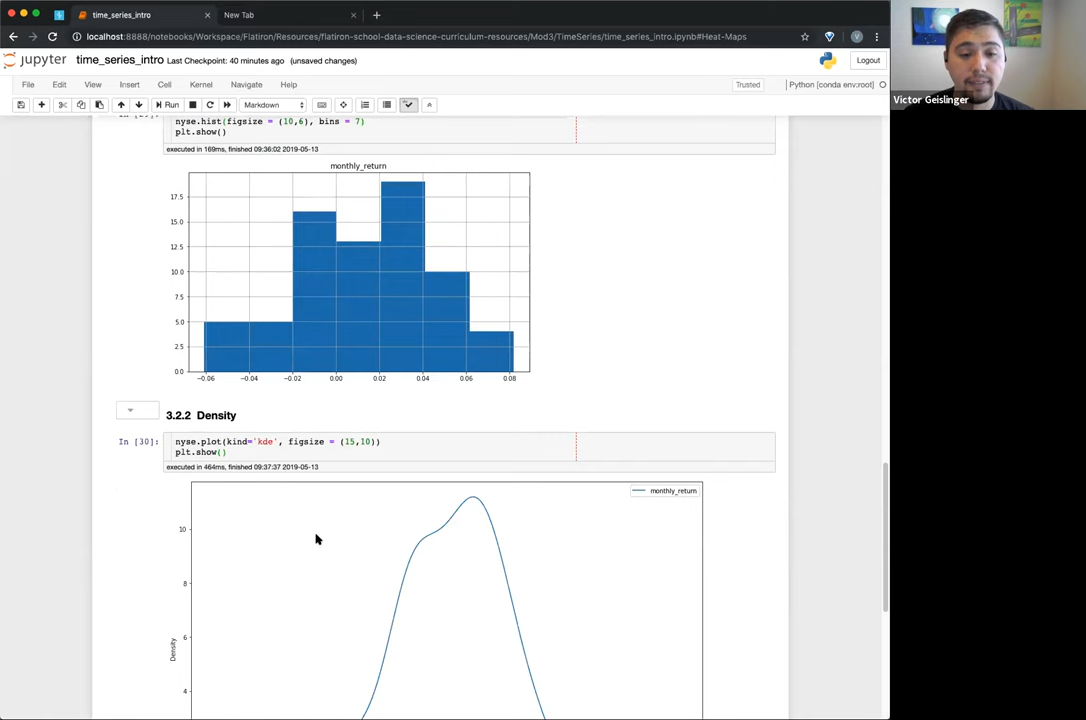 time_series_intro
New Tab
localhost:8888/notebooks/Workspace/Flatiron/Resources/flatiron-school-data-science-curriculum-resources/Mod3/TimeSeries/time_series_intro.ipynb#Heat-Maps
V
jupyter time_series_intro Last Checkpoint: 40 minutes ago (unsaved changes)
Logout
File Edit View Insert Cell Kernel Navigate Help
Trusted
Python [conda env:root]
Run
Markdown
Victor Geislinger
nyse.hist(figsize = (10,6), bins = 7)
plt.show()
executed in 169ms, finished 09:36:02 2019-05-13
monthly_return
17.5
15.0
12.5
10.0
7.5
5.0
2.5
0.0
−0.06 −0.04 −0.02 0.00 0.02 0.04 0.06 0.08
3.2.2 Density
In [30]:
nyse.plot(kind='kde', figsize = (15,10))
plt.show()
executed in 464ms, finished 09:37:37 2019-05-13
monthly_return
10
8
6
4
Density